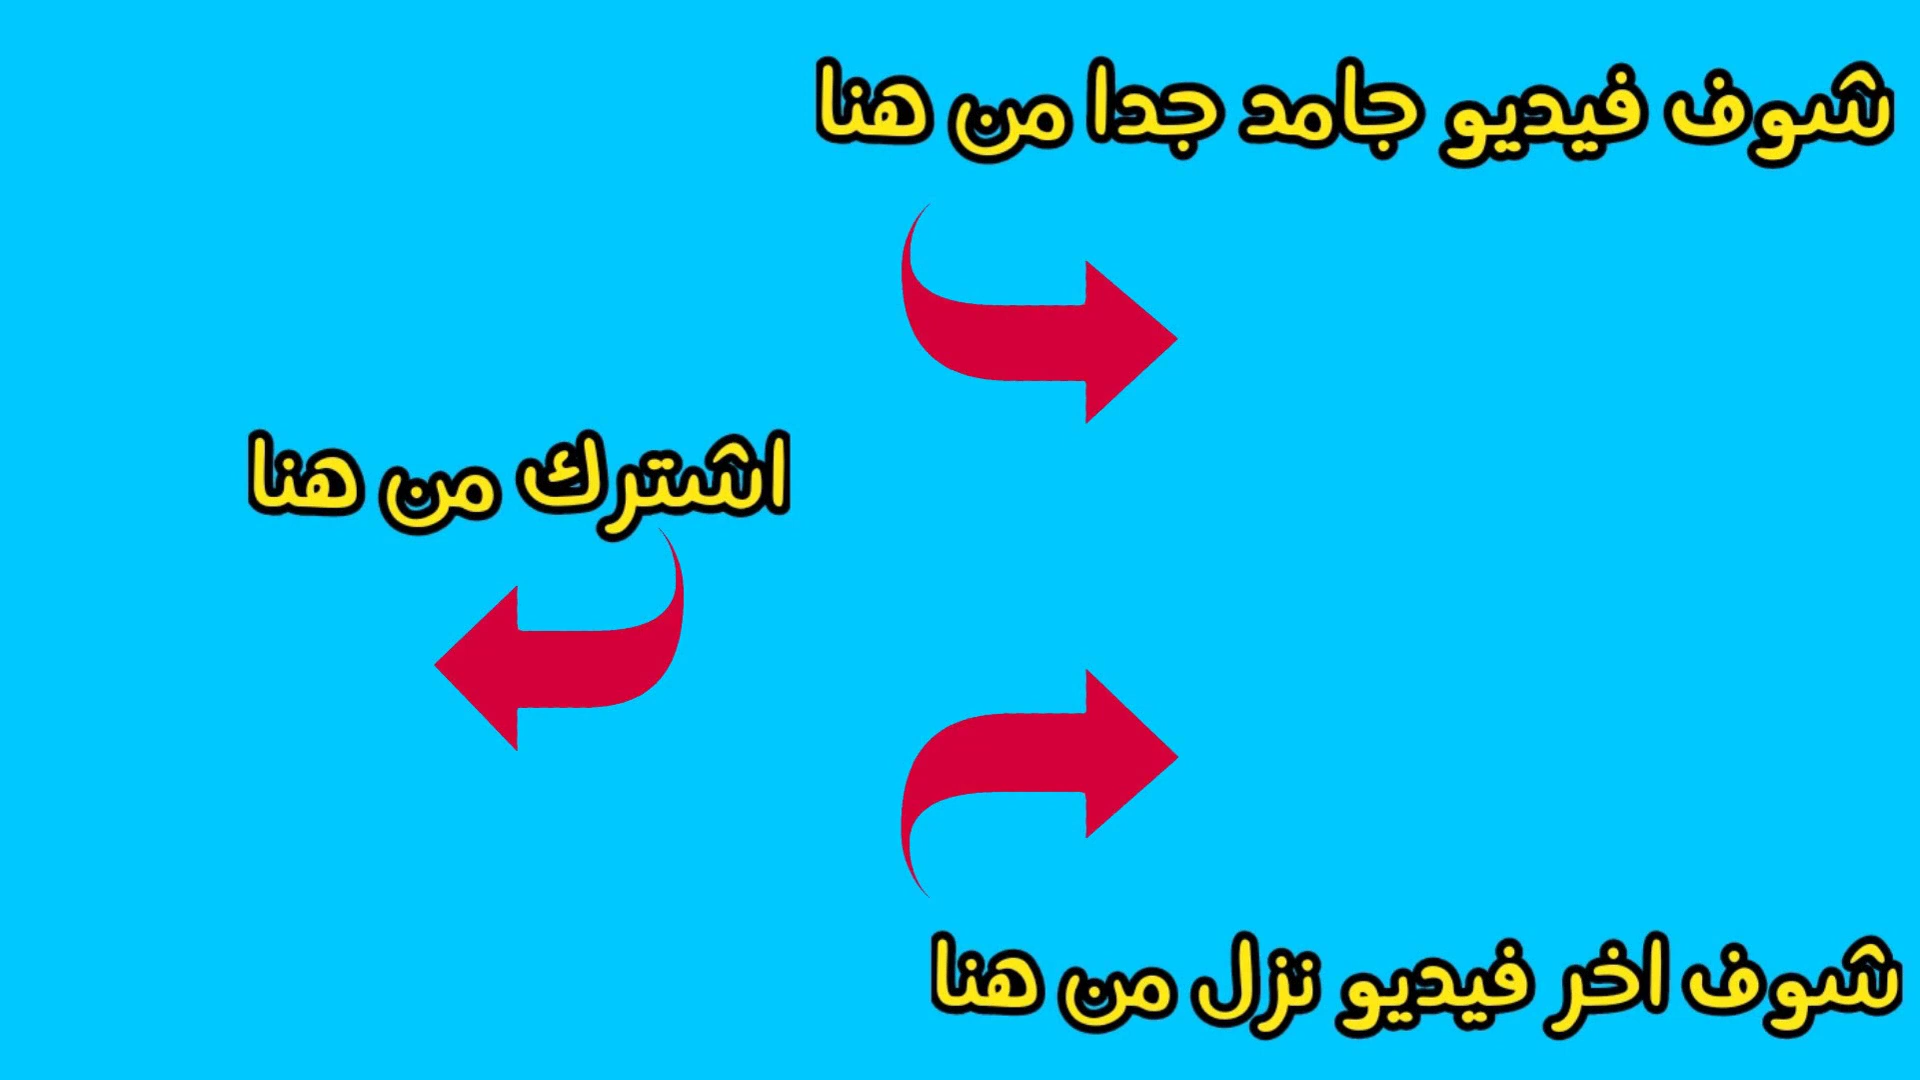 شوف فيديو جامد جدا من هنا
اشترك من هنا
شوف اخر فيديو نزل من هنا